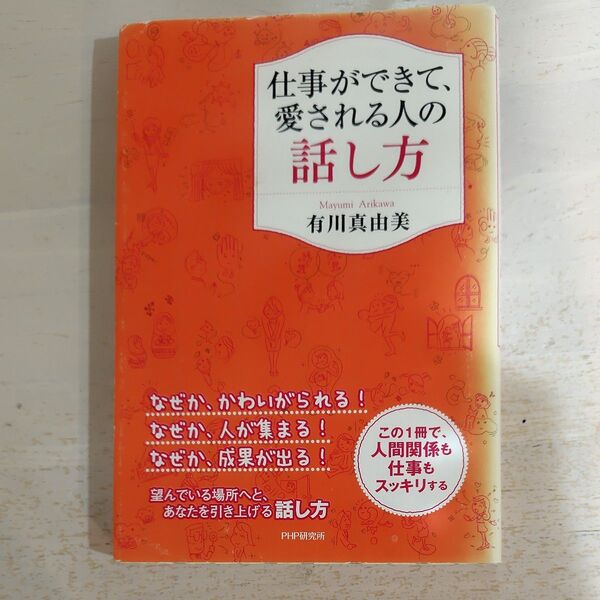 仕事ができて、
愛される人の
話し方
Mayumi Arikawa
有川真由美
なぜか、かわいがられる！
なぜか、人が集まる！
なぜか、成果が出る！
望んでいる場所へと、
あなたを引き上げる話し方
この1冊で、
人間関係も
仕事も
スッキリする
PHP研究所